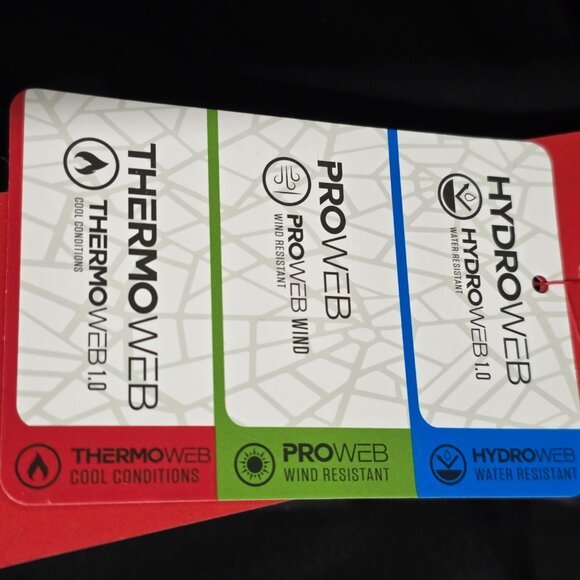 THERMOWEB
THERMOWEB 1.0
COOL CONDITIONS
PROWEB
PROWEB WIND
WIND RESISTANT
HYDROWEB
HYDROWEB 1.0
WATER RESISTANT
THERMOWEB
COOL CONDITIONS
PROWEB
WIND RESISTANT
HYDROWEB
WATER RESISTANT